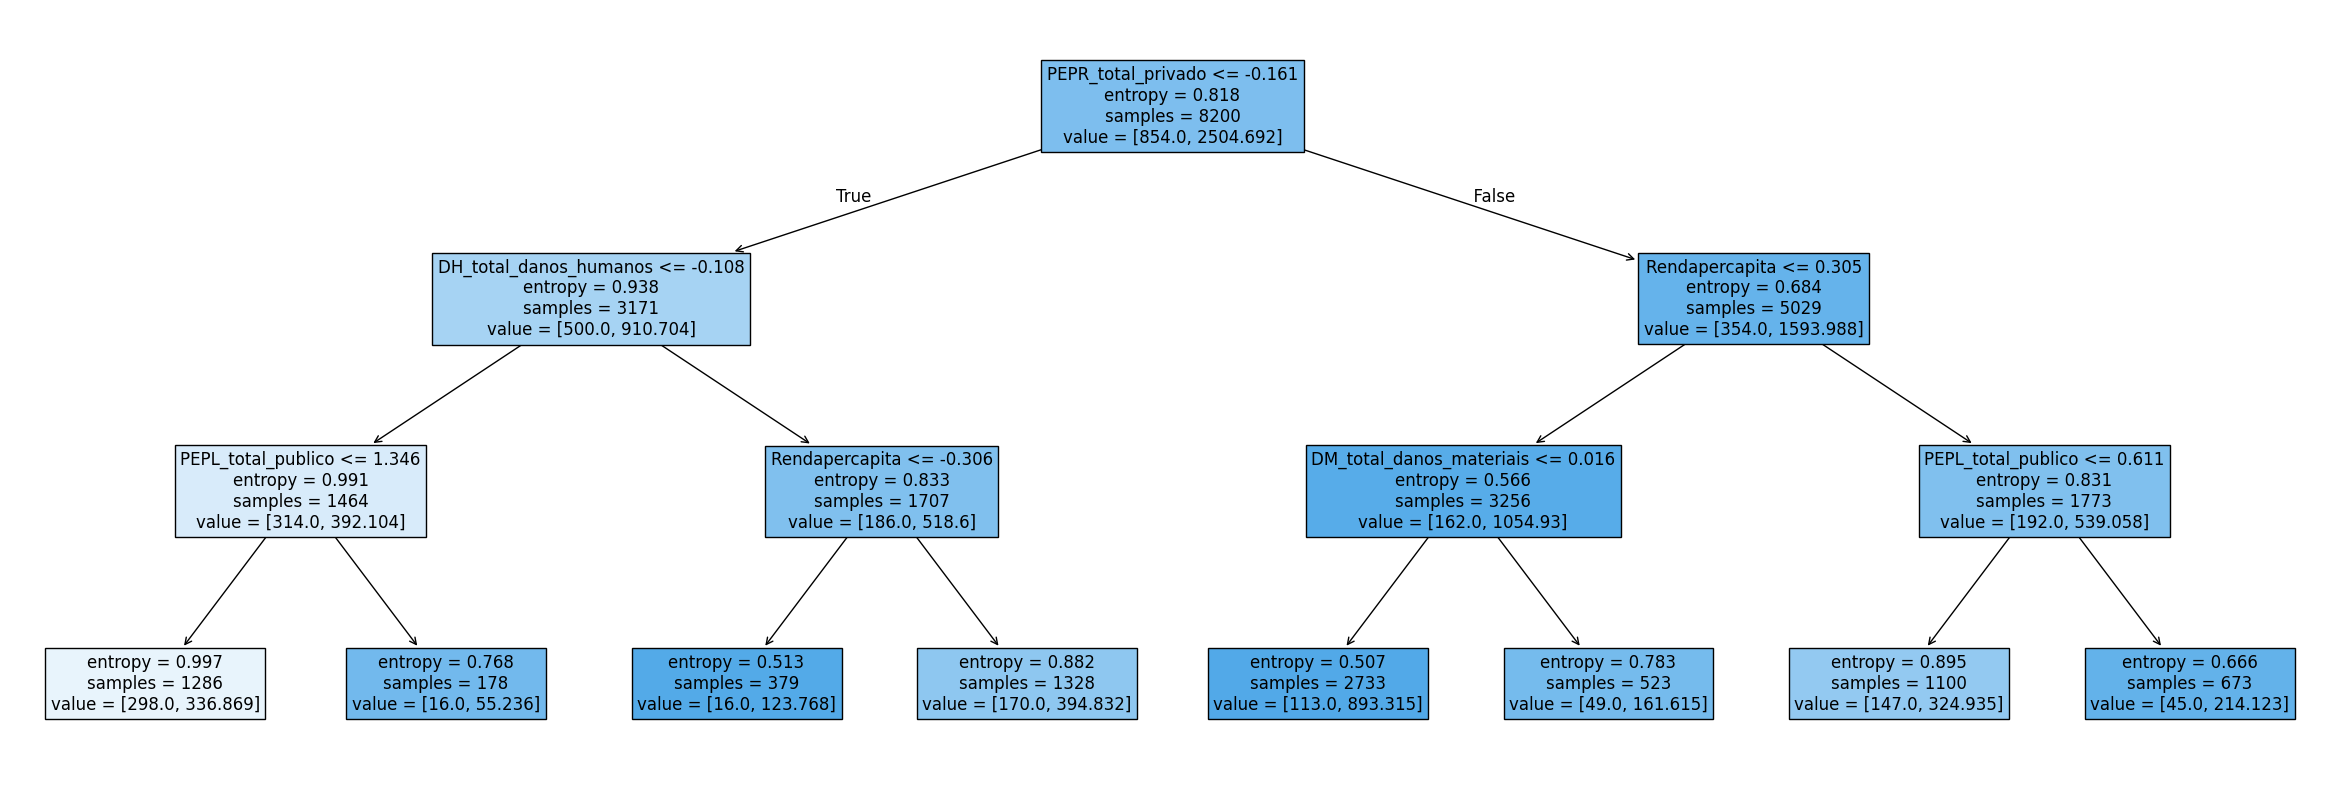 PEPR_total_privado <= -0.161
entropy = 0.818
samples = 8200
value = [854.0, 2504.692]
True
False
DH_total_danos_humanos <= -0.108
entropy = 0.938
samples = 3171
value = [500.0, 910.704]
Rendapercapita <= 0.305
entropy = 0.684
samples = 5029
value = [354.0, 1593.988]
PEPL_total_publico <= 1.346
entropy = 0.991
samples = 1464
value = [314.0, 392.104]
Rendapercapita <= -0.306
entropy = 0.833
samples = 1707
value = [186.0, 518.6]
DM_total_danos_materiais <= 0.016
entropy = 0.566
samples = 3256
value = [162.0, 1054.93]
PEPL_total_publico <= 0.611
entropy = 0.831
samples = 1773
value = [192.0, 539.058]
entropy = 0.997
samples = 1286
value = [298.0, 336.869]
entropy = 0.768
samples = 178
value = [16.0, 55.236]
entropy = 0.513
samples = 379
value = [16.0, 123.768]
entropy = 0.882
samples = 1328
value = [170.0, 394.832]
entropy = 0.507
samples = 2733
value = [113.0, 893.315]
entropy = 0.783
samples = 523
value = [49.0, 161.615]
entropy = 0.895
samples = 1100
value = [147.0, 324.935]
entropy = 0.666
samples = 673
value = [45.0, 214.123]